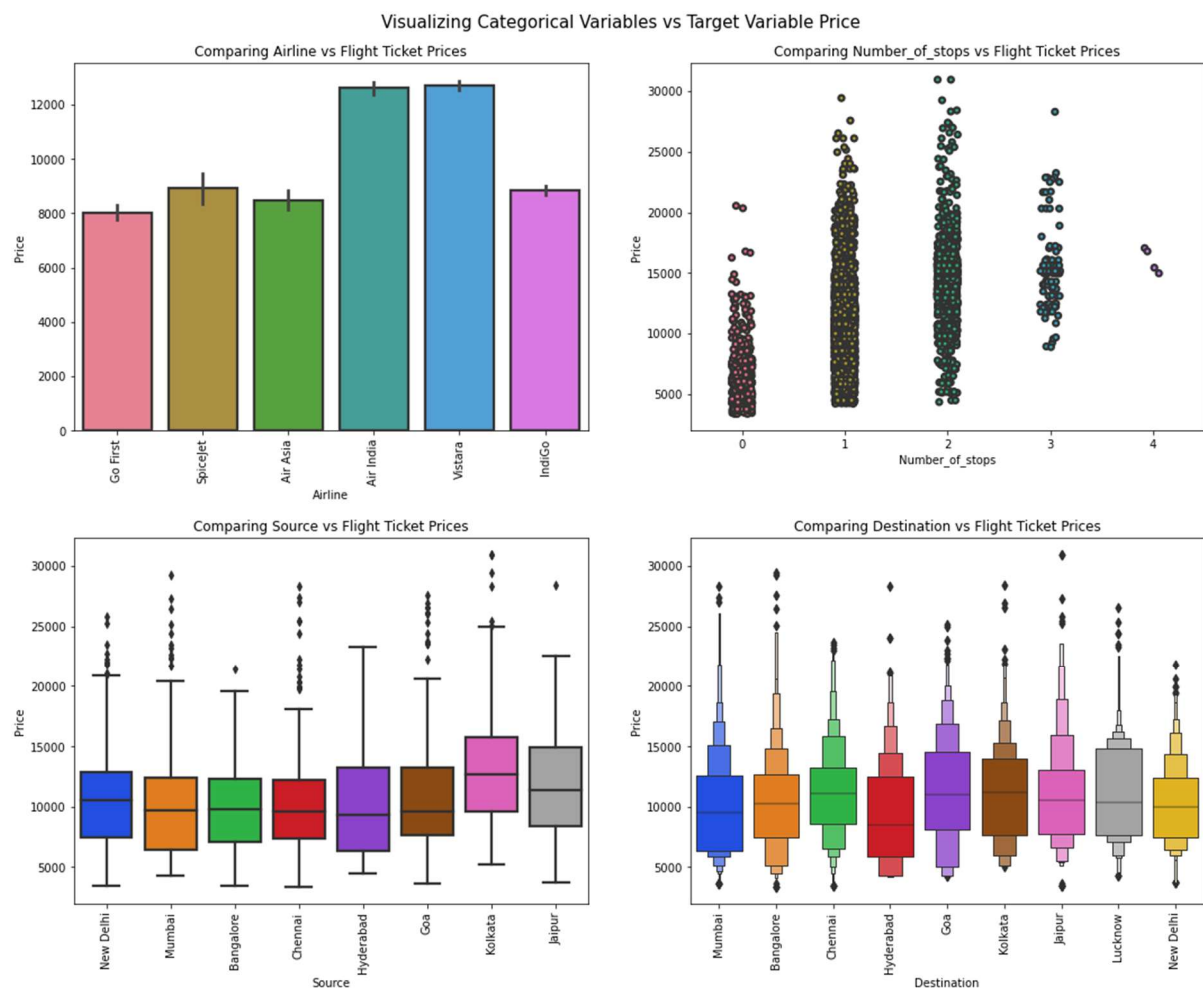 Visualizing Categorical Variables vs Target Variable Price
Comparing Airline vs Flight Ticket Prices
Price
12000
10000
8000
6000
4000
2000
0
Go First
SpiceJet
Air Asia
Air India
Vistara
IndiGo
Airline
Comparing Number_of_stops vs Flight Ticket Prices
Price
30000
25000
20000
15000
10000
5000
0
1
2
3
4
Number_of_stops
Comparing Source vs Flight Ticket Prices
Price
30000
25000
20000
15000
10000
5000
New Delhi
Mumbai
Bangalore
Chennai
Hyderabad
Goa
Kolkata
Jaipur
Source
Comparing Destination vs Flight Ticket Prices
Price
30000
25000
20000
15000
10000
5000
Mumbai
Bangalore
Chennai
Hyderabad
Goa
Kolkata
Jaipur
Lucknow
New Delhi
Destination